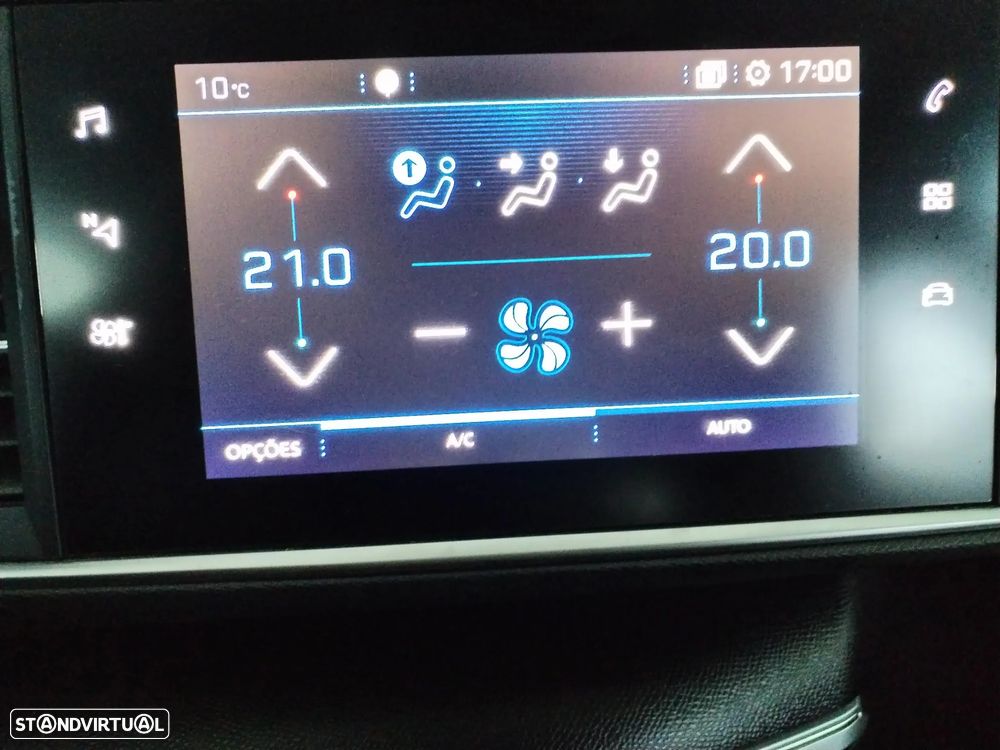 10°C 17:00
21.0 20.0
OPÇÕES A/C AUTO
N
STANDVIRTUAL